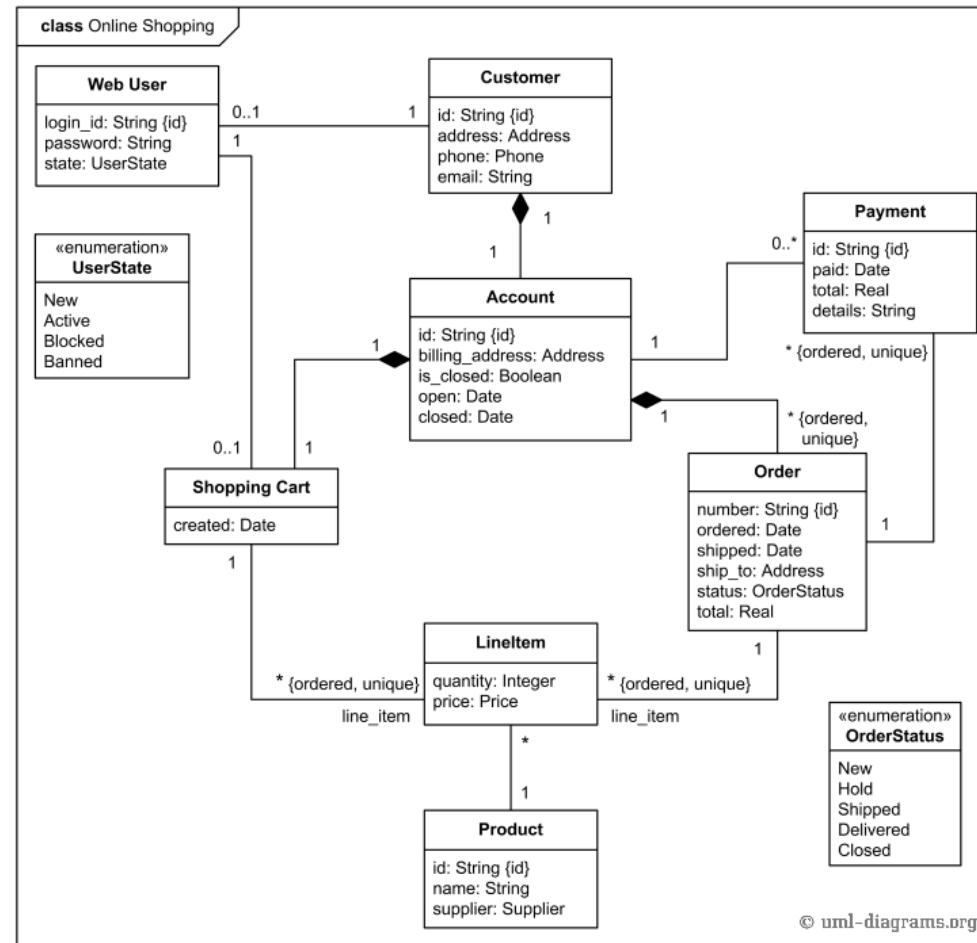 class Online Shopping
Web User
login_id: String {id}
password: String
state: UserState
0..1
1
1
Customer
id: String {id}
address: Address
phone: Phone
email: String
1
1
«enumeration»
UserState
New
Active
Blocked
Banned
Payment
id: String {id}
paid: Date
total: Real
details: String
0..*
1
* {ordered, unique}
Account
id: String {id}
billing_address: Address
is_closed: Boolean
open: Date
closed: Date
1
1
* {ordered,
unique}
0..1
1
Shopping Cart
created: Date
1
Order
number: String {id}
ordered: Date
shipped: Date
ship_to: Address
status: OrderStatus
total: Real
1
1
LineItem
quantity: Integer
price: Price
* {ordered, unique}
line_item
* {ordered, unique}
line_item
*
1
Product
id: String {id}
name: String
supplier: Supplier
«enumeration»
OrderStatus
New
Hold
Shipped
Delivered
Closed
© uml-diagrams.org